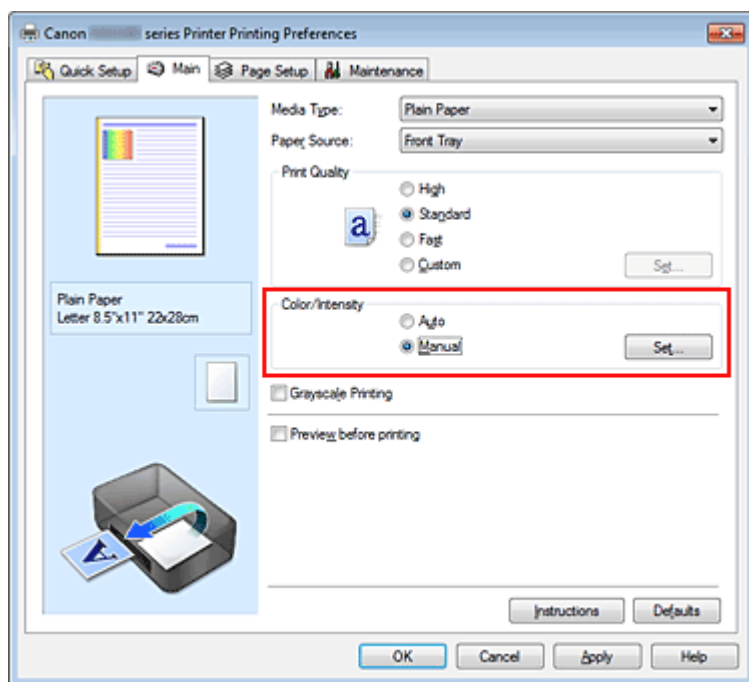 Canon series Printer Printing Preferences
Quick Setup Main Page Setup Maintenance
Media Type: Plain Paper
Paper Source: Front Tray
Print Quality
High
a Standard
Fast
Custom Set...
Plain Paper
Letter 8.5"x11" 22x28cm
Color/Intensity
Auto
Manual Set...
Grayscale Printing
Preview before printing
A
Instructions Defaults
OK Cancel Apply Help